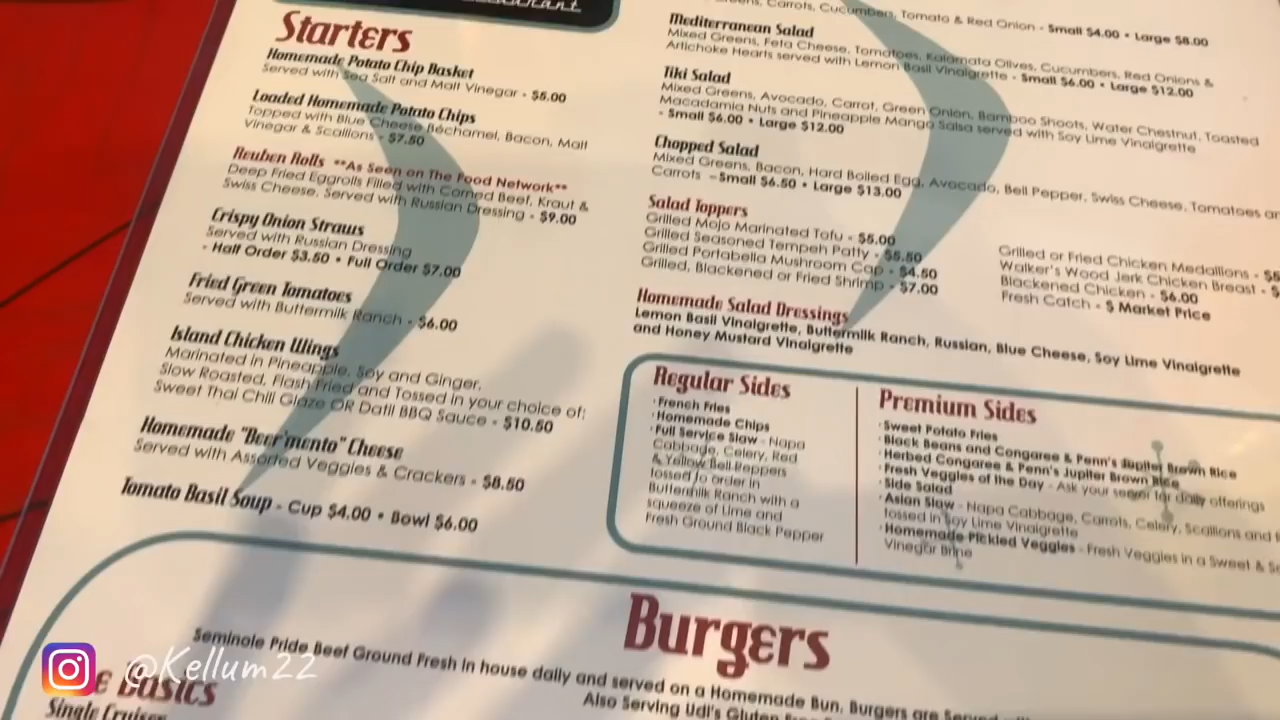 Starters
Homemade Potato Chip Basket
Served with Sea Salt and Malt Vinegar - $5.00
Loaded Homemade Potato Chips
Topped with Blue Cheese Béchamel, Bacon, Malt
Vinegar & Scallions - $7.50
Reuben Rolls **As Seen on The Food Network**
Deep Fried Eggrolls Filled with Corned Beef, Kraut &
Swiss Cheese. Served with Russian Dressing - $9.00
Crispy Onion Straws
Served with Russian Dressing
- Half Order $3.50 • Full Order $7.00
Fried Green Tomatoes
Served with Buttermilk Ranch - $6.00
Island Chicken Wings
Marinated in Pineapple, Soy and Ginger,
Slow Roasted, Flash Fried and Tossed in your choice of:
Sweet Thai Chili Glaze OR Datil BBQ Sauce - $10.50
Homemade "Beer'mento" Cheese
Served with Assorted Veggies & Crackers - $8.50
Tomato Basil Soup - Cup $4.00 • Bowl $6.00
Carrots, Cucumbers, Tomato & Red Onion - Small $4.00 • Large $8.00
Mediterranean Salad
Mixed Greens, Feta Cheese, Tomatoes, Kalamata Olives, Cucumbers, Red Onions &
Artichoke Hearts served with Lemon Basil Vinaigrette - Small $6.00 • Large $12.00
Tiki Salad
Mixed Greens, Avocado, Carrot, Green Onion, Bamboo Shoots, Water Chestnut, Toasted
Macadamia Nuts and Pineapple Mango Salsa served with Soy Lime Vinaigrette
- Small $6.00 • Large $12.00
Chopped Salad
Mixed Greens, Bacon, Hard Boiled Egg, Avocado, Bell Pepper, Swiss Cheese, Tomatoes
Carrots - Small $6.50 • Large $13.00
Salad Toppers
Grilled Mojo Marinated Tofu - $5.00
Grilled Seasoned Tempeh Patty - $5.50
Grilled Portabella Mushroom Cap - $4.50
Grilled, Blackened or Fried Shrimp - $7.00
Grilled or Fried Chicken Medallions -
Walker's Wood Jerk Chicken Breast -
Blackened Chicken - $6.00
Fresh Catch - $ Market Price
Homemade Salad Dressings
Lemon Basil Vinaigrette, Buttermilk Ranch, Russian, Blue Cheese, Soy Lime Vinaigrette
and Honey Mustard Vinaigrette
Regular Sides
· French Fries
· Homemade Chips
· Full Service Slaw - Napa
Cabbage, Celery, Red
& Yellow Bell Peppers
tossed to order in
Buttermilk Ranch with a
squeeze of Lime and
Fresh Ground Black Pepper
Premium Sides
· Sweet Potato Fries
· Black Beans and Congaree & Penn's Jupiter Brown Rice
· Herbed Congaree & Penn's Jupiter Brown Rice
· Fresh Veggies of the Day - Ask your server for daily offerings
· Side Salad
· Asian Slaw - Napa Cabbage, Carrots, Celery, Scallions and
tossed in Soy Lime Vinaigrette
· Homemade Pickled Veggies - Fresh Veggies in a Sweet &
Vinegar Brine
Burgers
Seminole Pride Beef Ground Fresh in house daily and served on a Homemade Bun. Burgers are Served
Also Serving Udi's Gluten Free
Basics
Single Cruiser
@Kellum22